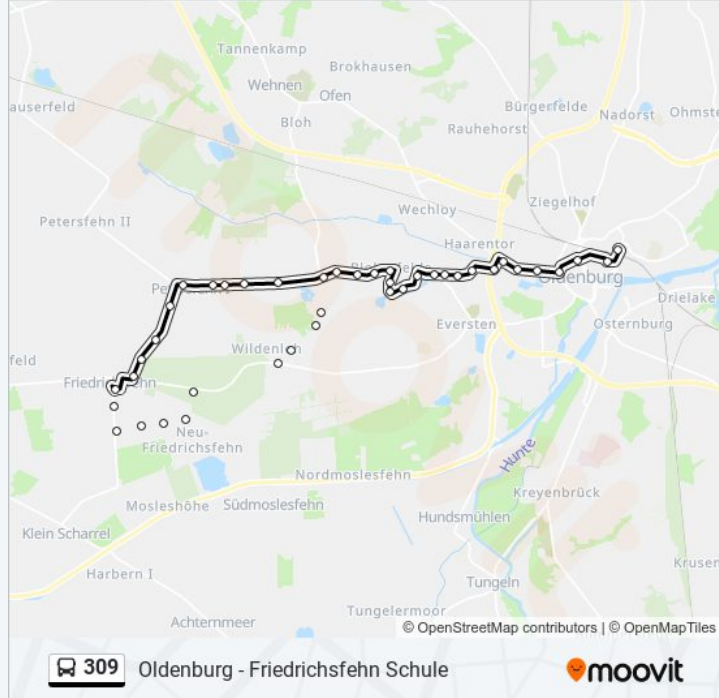 Tannenkamp
Brokhausen
Wehnen
Ofen
auserfeld
Bürgerfelde
Nadorst
Ohmste
Bloh
Rauhehorst
Ziegelhof
Wechloy
Petersfehn II
Haarentor
Oldenburg
Drielake
Eversten
Osternburg
Wildenloh
feld
Neu-
Friedrichsfehn
Hunte
Nordmoslesfehn
Kreyenbrück
Mosleshöhe
Südmoslesfehn
Hundsmühlen
Klein Scharrel
Harbern I
Krusen
Tungeln
Tungelermoor
Achternmeer
© OpenStreetMap contributors | © OpenMapTiles
309 Oldenburg - Friedrichsfehn Schule
moovit